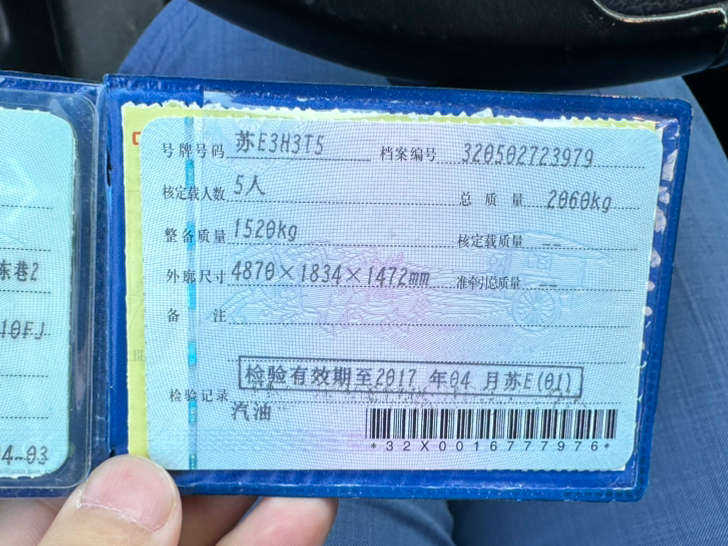 东巷2
10FJ
4-03
号牌号码 苏E3H3T5 档案编号 320502723979
核定载人数 5人 总质量 2060kg
整备质量 1520kg 核定载质量 --
外廓尺寸 4870×1834×1472mm 准牵引总质量 --
备注
检验有效期至2017年04月苏E(01)
检验记录
汽油
*32X0016777976*